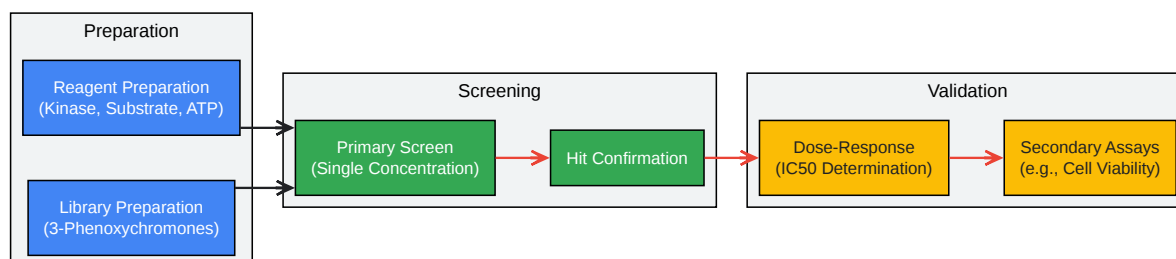 Preparation
Reagent Preparation
(Kinase, Substrate, ATP)
Library Preparation
(3-Phenoxychromones)
Screening
Primary Screen
(Single Concentration)
Hit Confirmation
Validation
Dose-Response
(IC50 Determination)
Secondary Assays
(e.g., Cell Viability)